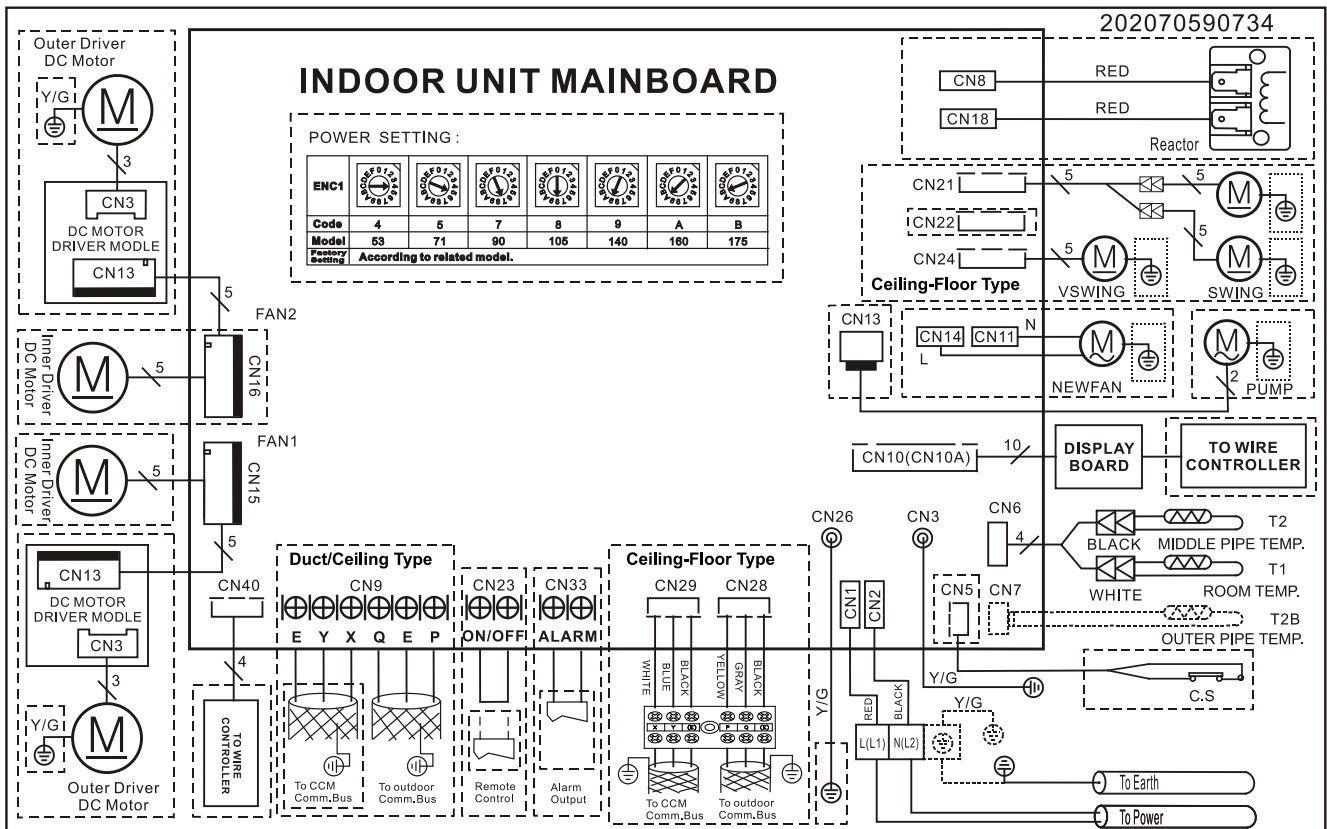 202070590734
INDOOR UNIT MAINBOARD
POWER SETTING :
ENC1
Code 4 5 7 8 9 A B
Model 53 71 90 105 140 160 175
Factory Setting According to related model.
Outer Driver
DC Motor
Y/G
M
3
CN3
DC MOTOR
DRIVER MODLE
CN13
5
FAN2
Inner Driver
DC Motor
M
5
CN16
FAN1
Inner Driver
DC Motor
M
5
CN15
5
CN13
DC MOTOR
DRIVER MODLE
CN3
3
Y/G
M
Outer Driver
DC Motor
CN8
RED
CN18
RED
Reactor
CN21
5
5
M
CN22
5
CN24
5
M
M
Ceiling-Floor Type
VSWING
SWING
CN13
CN14
CN11
N
L
M
NEWFAN
M
2
PUMP
CN10(CN10A)
10
DISPLAY
BOARD
TO WIRE
CONTROLLER
CN6
4
BLACK
T2
MIDDLE PIPE TEMP.
WHITE
T1
ROOM TEMP.
CN5
CN7
T2B
OUTER PIPE TEMP.
C.S
CN26
CN3
CN1
CN2
Y/G
Y/G
RED
BLACK
Y/G
L(L1)
N(L2)
To Earth
To Power
CN40
4
TO WIRE
CONTROLLER
Duct/Ceiling Type
CN9
E Y X Q E P
To CCM
Comm.Bus
To outdoor
Comm.Bus
CN23
ON/OFF
Remote
Control
CN33
ALARM
Alarm
Output
Ceiling-Floor Type
CN29
CN28
WHITE
BLUE
BLACK
YELLOW
GRAY
BLACK
X Y E P Q E
To CCM
Comm.Bus
To outdoor
Comm.Bus